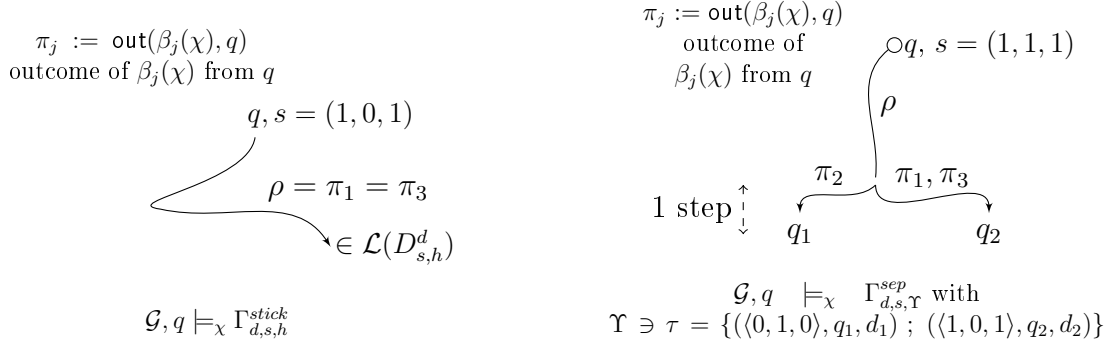 π_j := out(β_j(χ), q)
outcome of β_j(χ) from q
q, s = (1, 0, 1)
ρ = π_1 = π_3
∈ 𝓛(D^d_{s,h})
𝒢, q ⊨_χ Γ^{stick}_{d,s,h}
π_j := out(β_j(χ), q)
outcome of
β_j(χ) from q
q, s = (1, 1, 1)
ρ
π_2
π_1, π_3
1 step
q_1
q_2
𝒢, q ⊨_χ Γ^{sep}_{d,s,Υ} with
Υ ∋ τ = {(⟨0, 1, 0⟩, q_1, d_1) ; (⟨1, 0, 1⟩, q_2, d_2)}